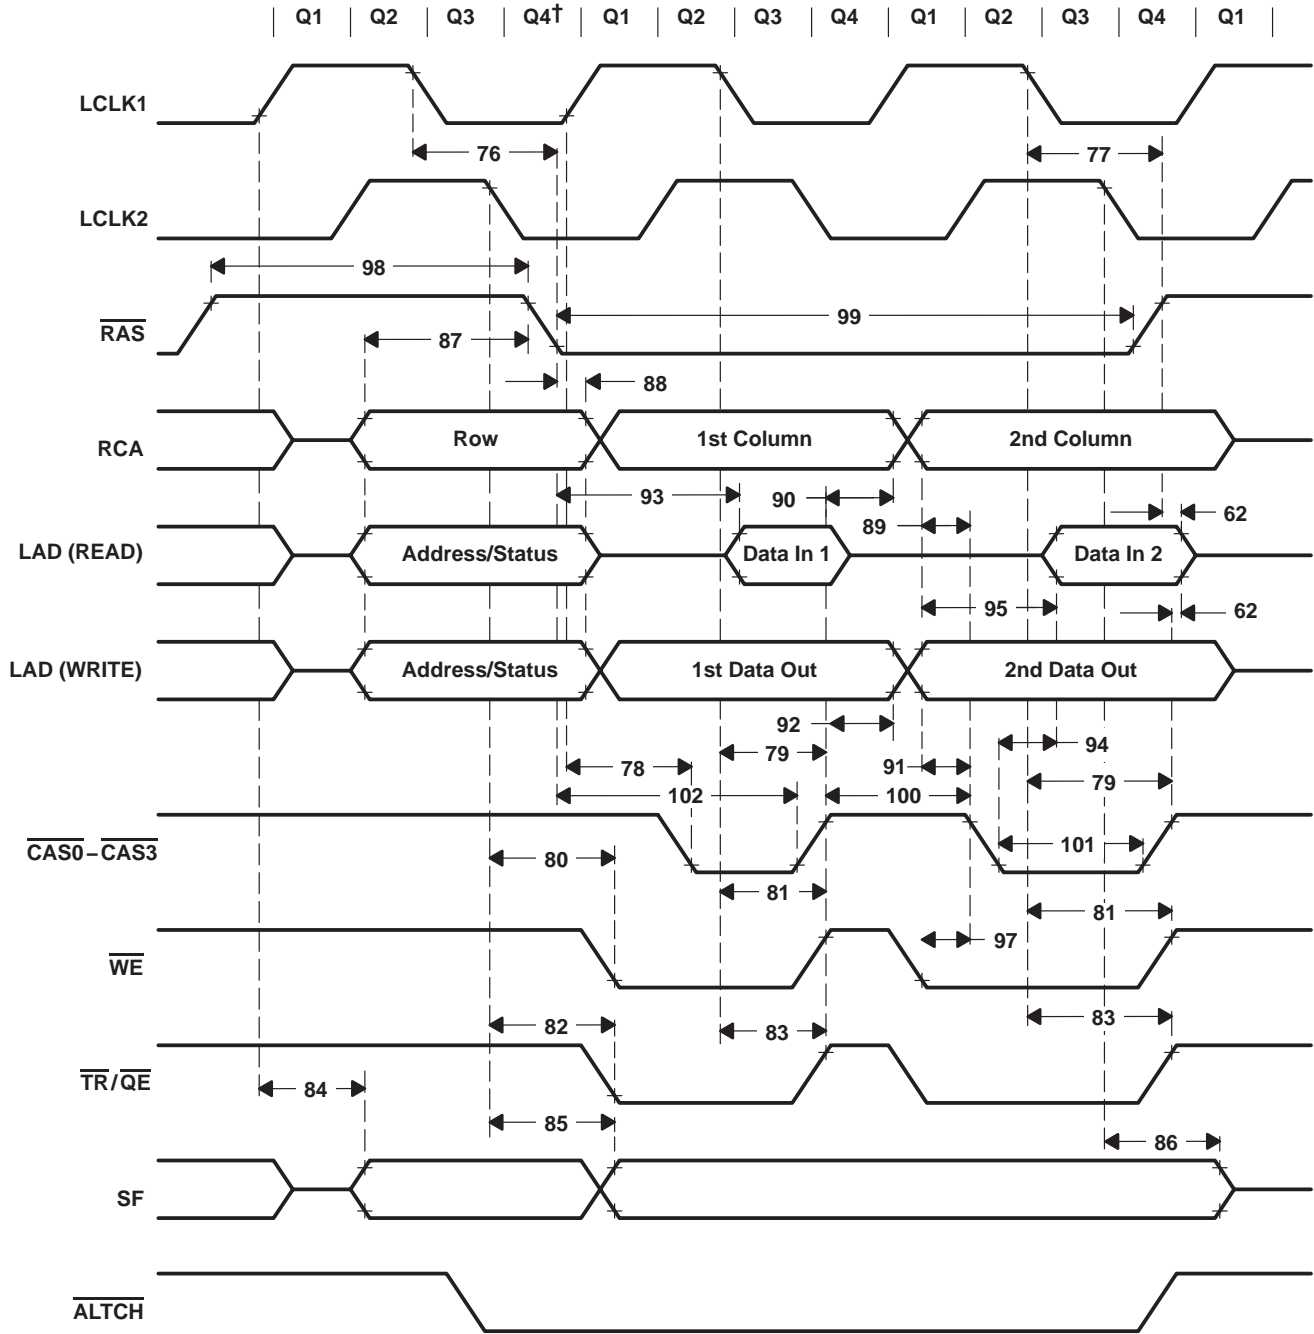 Q1 Q2 Q3 Q4† Q1 Q2 Q3 Q4 Q1 Q2 Q3 Q4 Q1
LCLK1
76 77
LCLK2
98
RAS
99
87
88
RCA Row 1st Column 2nd Column
93 90
89 62
LAD (READ) Address/Status Data In 1 Data In 2
95 62
LAD (WRITE) Address/Status 1st Data Out 2nd Data Out
92
79 94
78 91
79
102 100
CAS0–CAS3
80 101
81
81
WE 97
82 83 83
TR/QE
84
85
86
SF
ALTCH